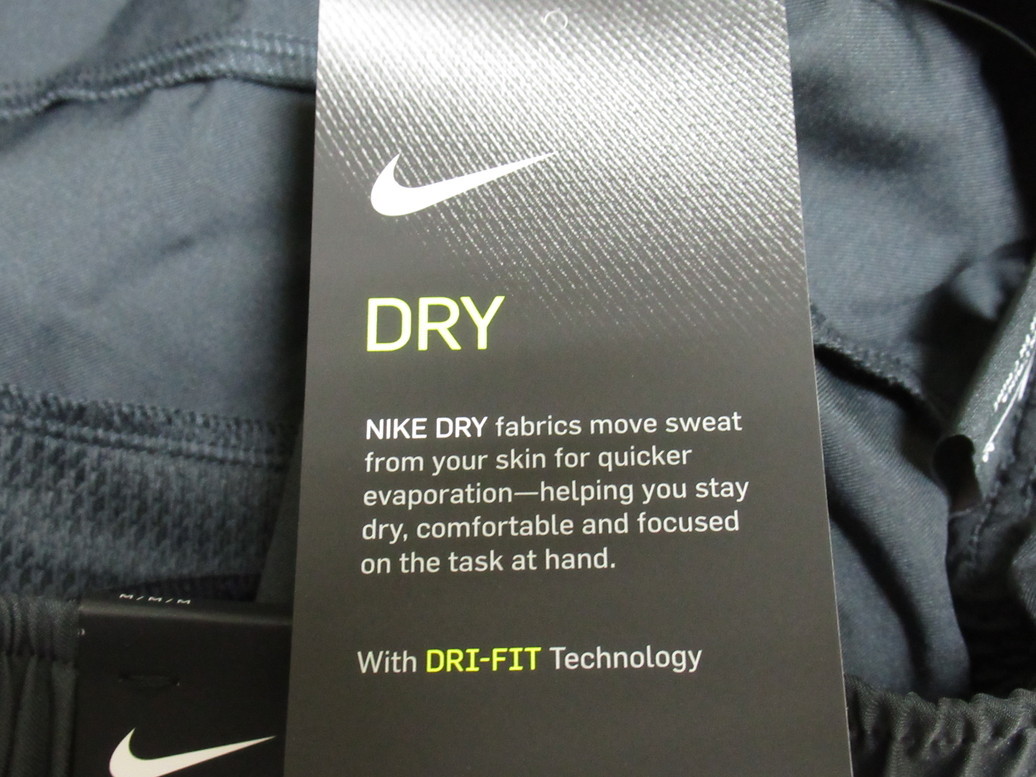 DRY
NIKE DRY fabrics move sweat
from your skin for quicker
evaporation—helping you stay
dry, comfortable and focused
on the task at hand.
With DRI-FIT Technology
M/M/M